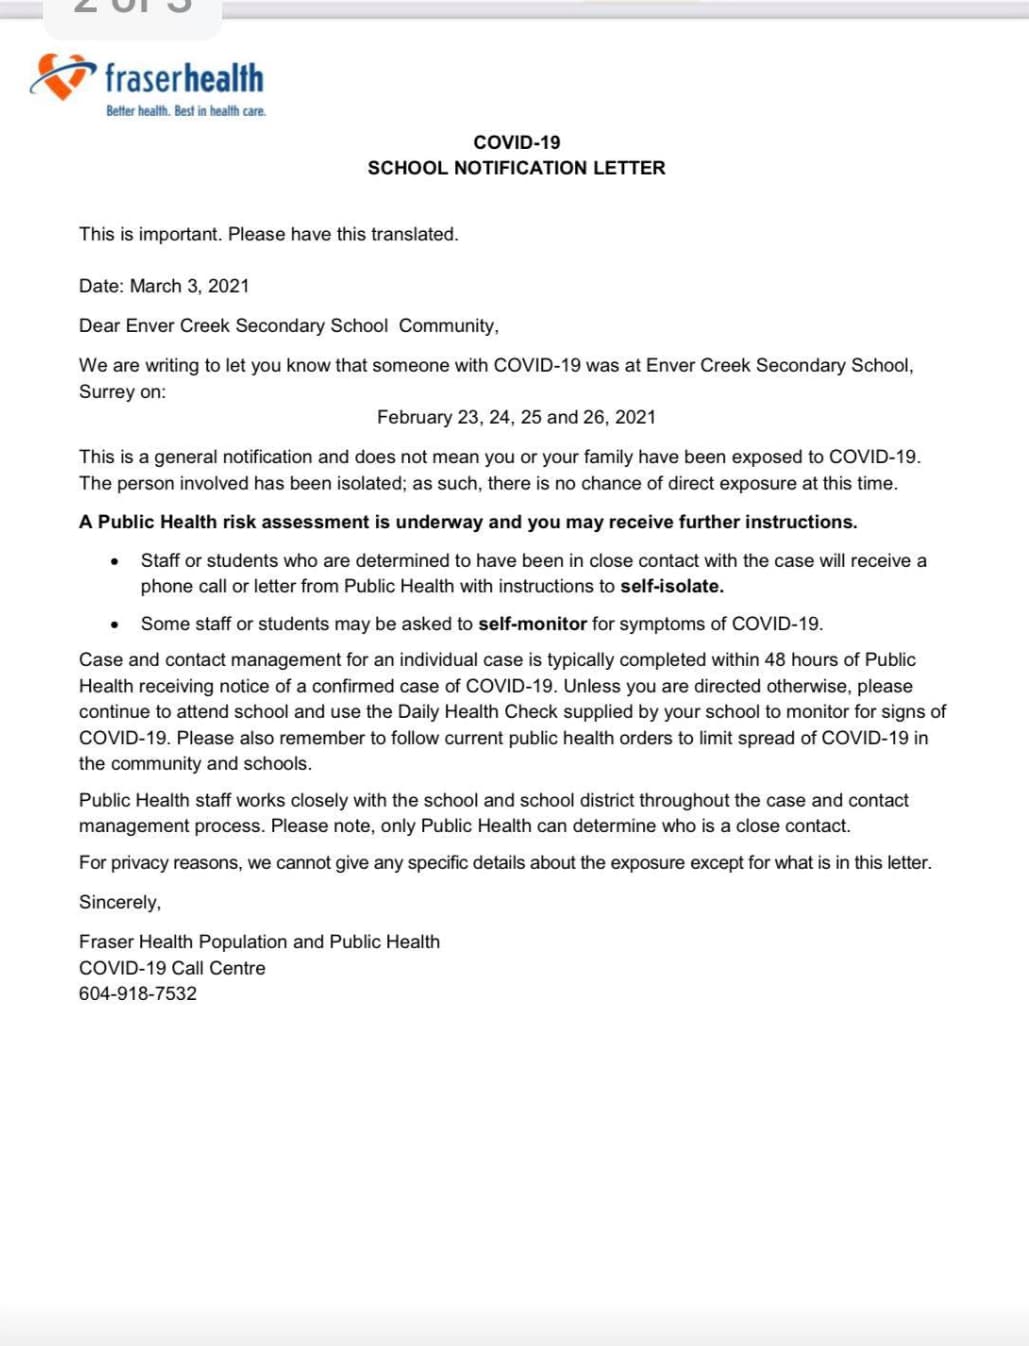 2 of 3
fraserhealth
Better health. Best in health care.
COVID-19
SCHOOL NOTIFICATION LETTER
This is important. Please have this translated.
Date: March 3, 2021
Dear Enver Creek Secondary School  Community,
We are writing to let you know that someone with COVID-19 was at Enver Creek Secondary School,
Surrey on:
February 23, 24, 25 and 26, 2021
This is a general notification and does not mean you or your family have been exposed to COVID-19.
The person involved has been isolated; as such, there is no chance of direct exposure at this time.
A Public Health risk assessment is underway and you may receive further instructions.
• Staff or students who are determined to have been in close contact with the case will receive a
phone call or letter from Public Health with instructions to self-isolate.
• Some staff or students may be asked to self-monitor for symptoms of COVID-19.
Case and contact management for an individual case is typically completed within 48 hours of Public
Health receiving notice of a confirmed case of COVID-19. Unless you are directed otherwise, please
continue to attend school and use the Daily Health Check supplied by your school to monitor for signs of
COVID-19. Please also remember to follow current public health orders to limit spread of COVID-19 in
the community and schools.
Public Health staff works closely with the school and school district throughout the case and contact
management process. Please note, only Public Health can determine who is a close contact.
For privacy reasons, we cannot give any specific details about the exposure except for what is in this letter.
Sincerely,
Fraser Health Population and Public Health
COVID-19 Call Centre
604-918-7532